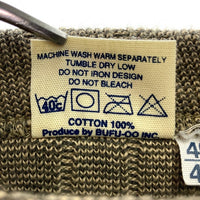 MACHINE WASH WARM SEPARATELY
TUMBLE DRY LOW
DO NOT IRON DESIGN
DO NOT BLEACH
40c
COTTON 100%
Produce by BUFU-OO INC